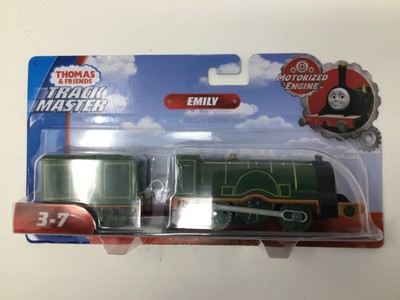 THOMAS
& FRIENDS
TRACK
MASTER
EMILY
MOTORIZED
ENGINE
3-7